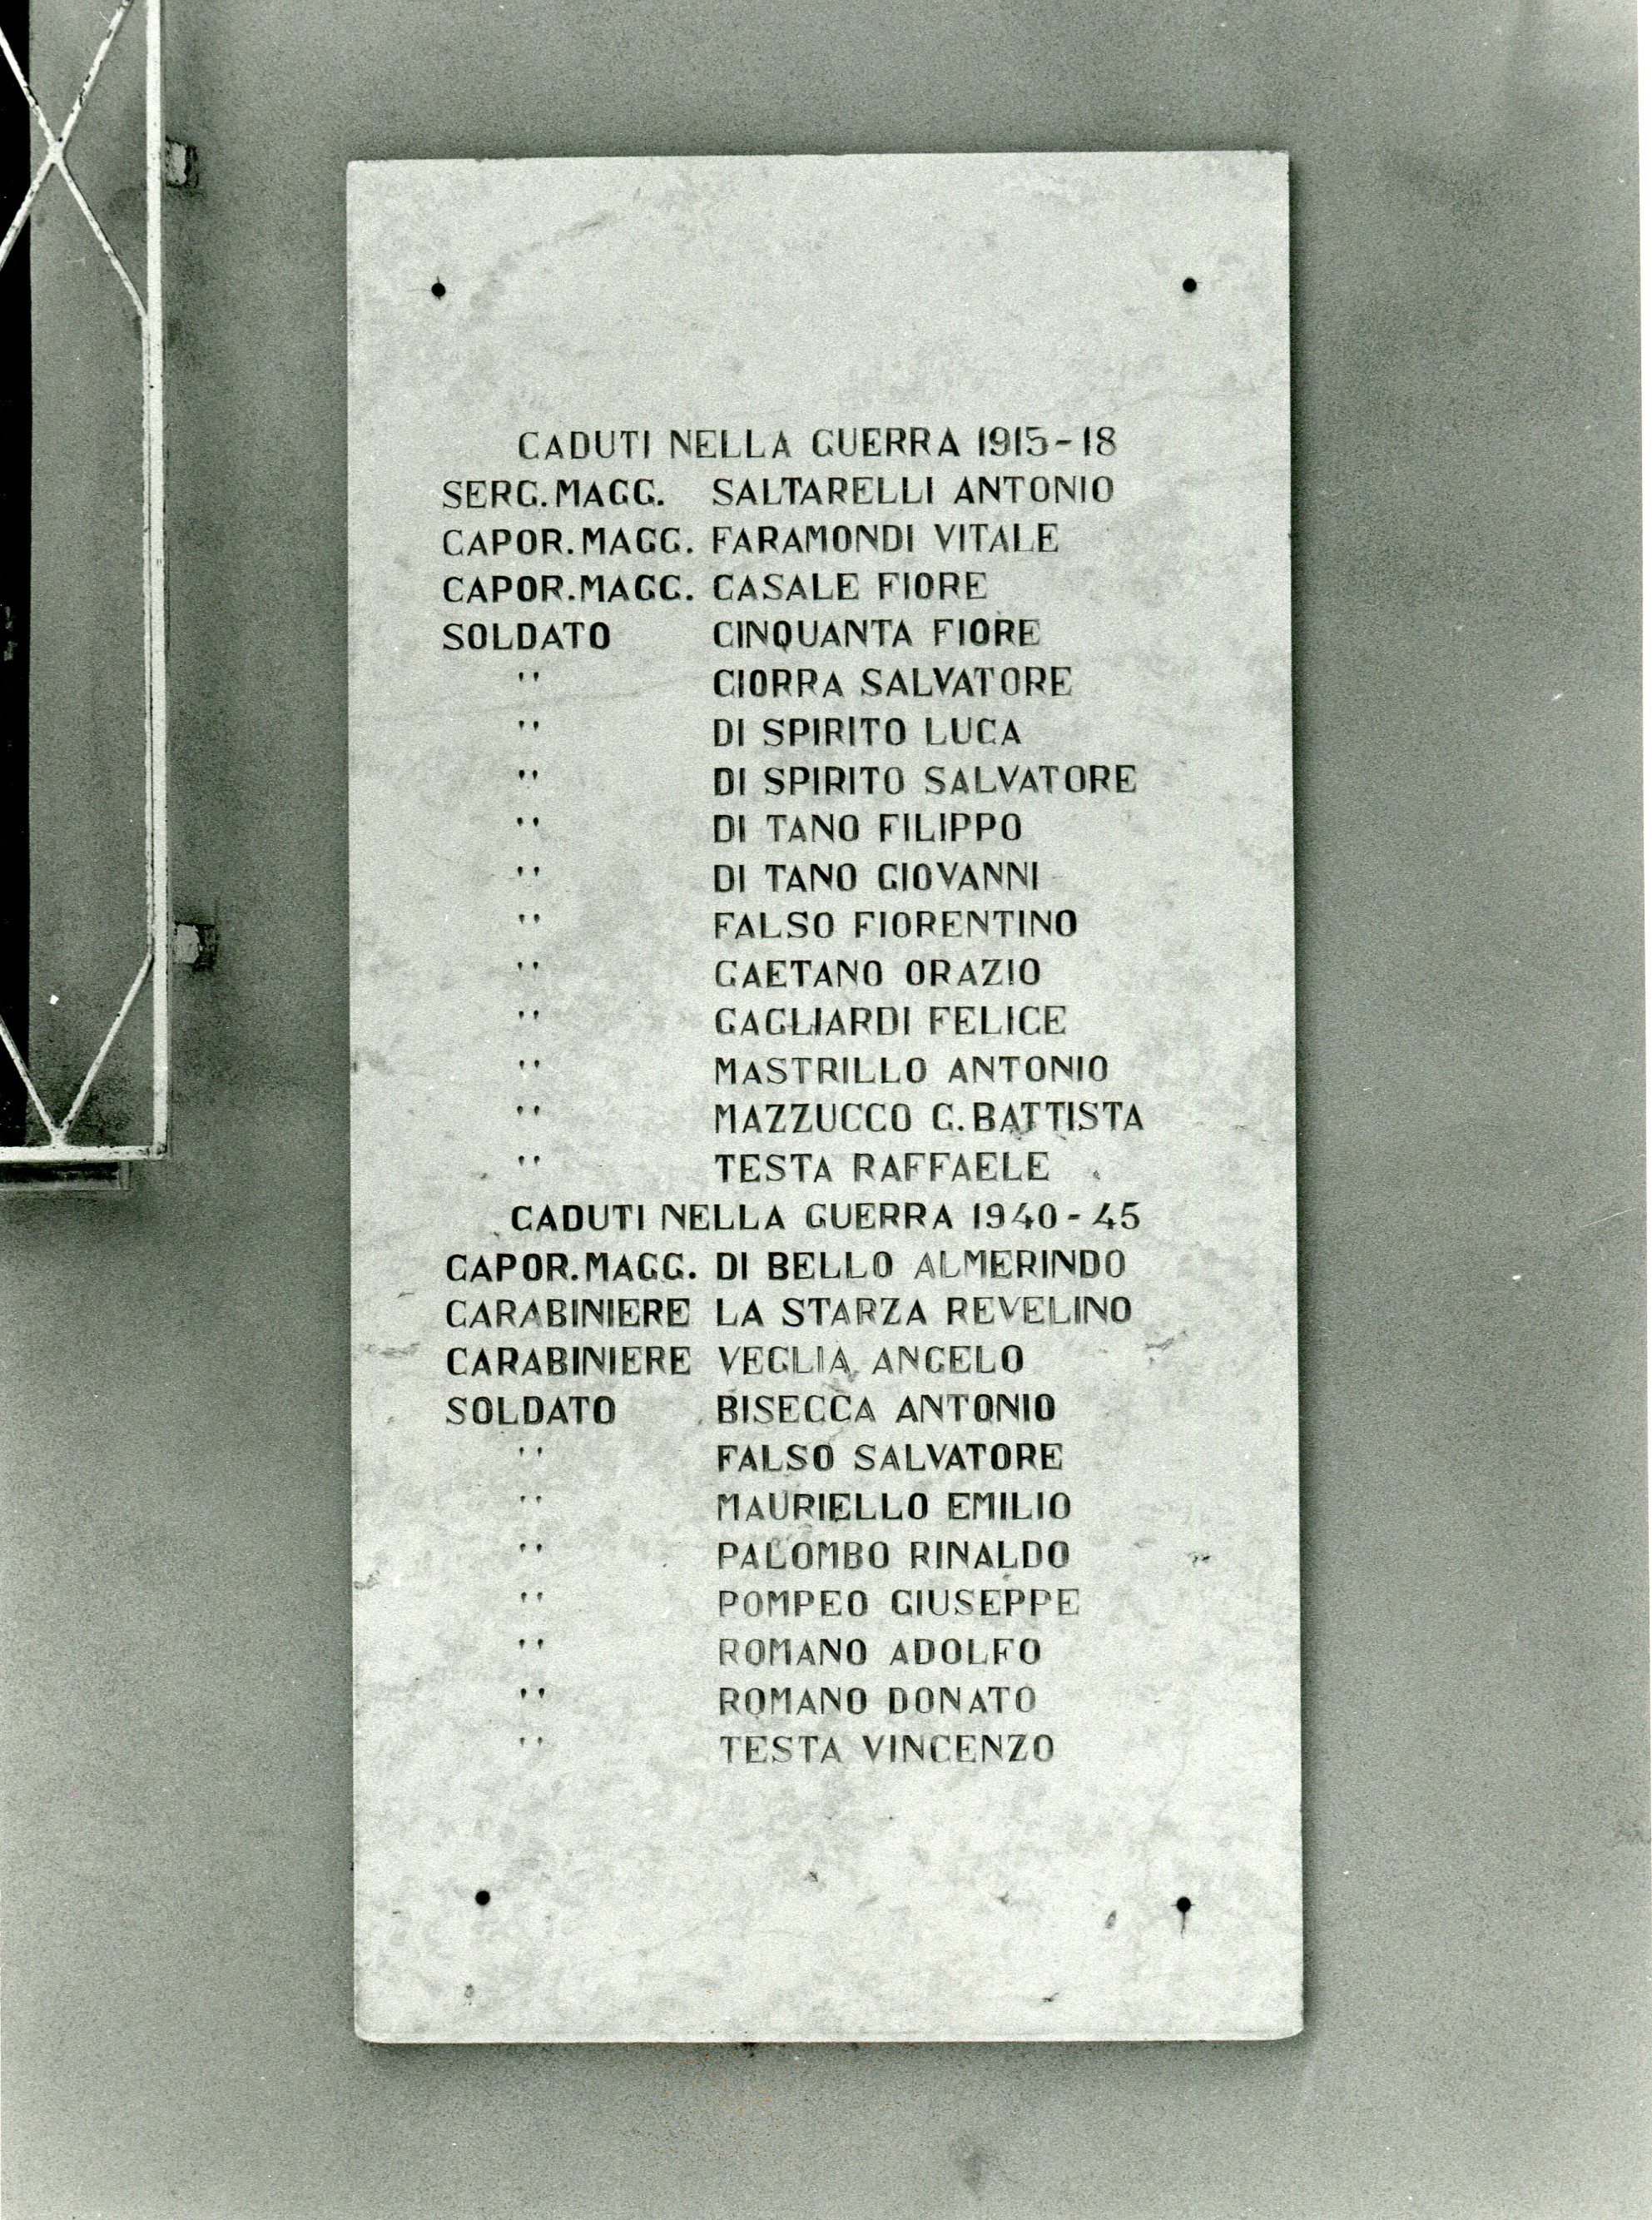 CADUTI NELLA GUERRA 1915-18
SERG.MAGG. SALTARELLI ANTONIO
CAPOR.MAGG. FARAMONDI VITALE
CAPOR.MAGG. CASALE FIORE
SOLDATO CINQUANTA FIORE
" CIORRA SALVATORE
" DI SPIRITO LUCA
" DI SPIRITO SALVATORE
" DI TANO FILIPPO
" DI TANO GIOVANNI
" FALSO FIORENTINO
" GAETANO ORAZIO
" GAGLIARDI FELICE
" MASTRILLO ANTONIO
" MAZZUCCO G.BATTISTA
" TESTA RAFFAELE
CADUTI NELLA GUERRA 1940-45
CAPOR.MAGG. DI BELLO ALMERINDO
CARABINIERE LA STARZA REVELINO
CARABINIERE VEGLIA ANGELO
SOLDATO BISECCA ANTONIO
" FALSO SALVATORE
" MAURIELLO EMILIO
" PALOMBO RINALDO
" POMPEO GIUSEPPE
" ROMANO ADOLFO
" ROMANO DONATO
" TESTA VINCENZO